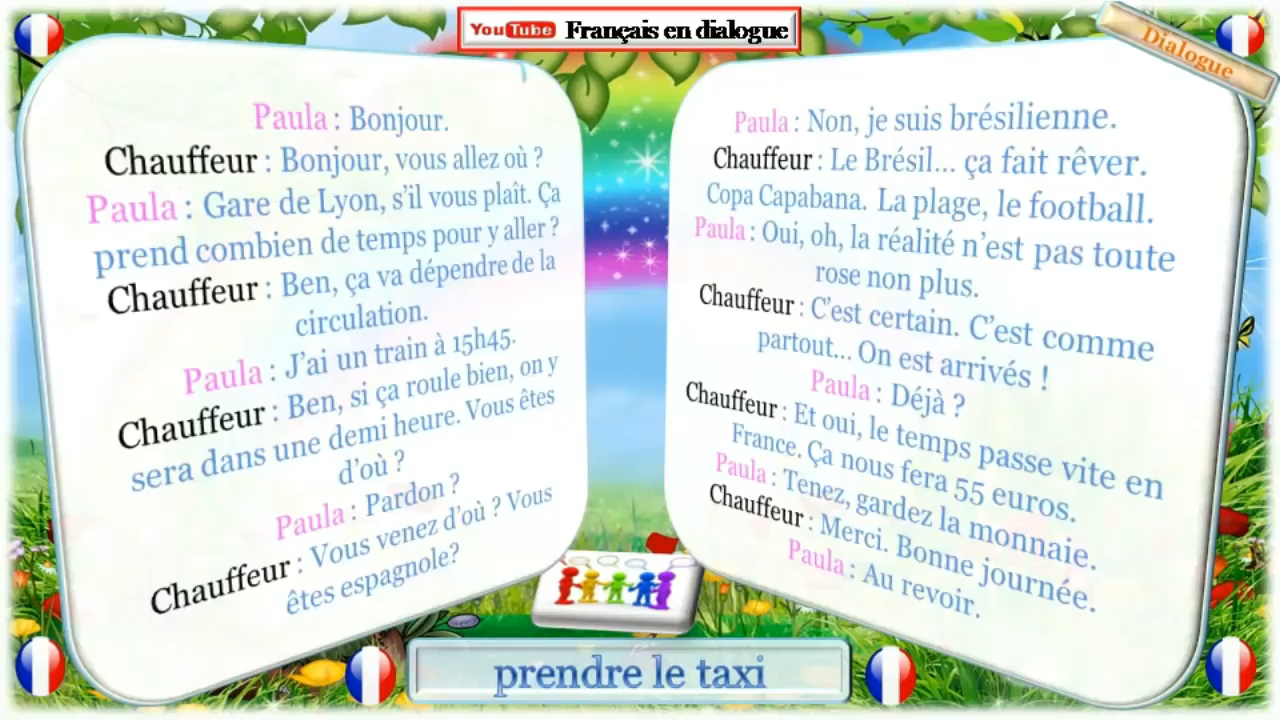 YouTube Français en dialogue
Dialogue
Paula : Bonjour.
Chauffeur : Bonjour, vous allez où ?
Paula : Gare de Lyon, s'il vous plaît. Ça
prend combien de temps pour y aller ?
Chauffeur : Ben, ça va dépendre de la
circulation.
Paula : J'ai un train à 15h45.
Chauffeur : Ben, si ça roule bien, on y
sera dans une demi heure. Vous êtes
d'où ?
Paula : Pardon ?
Chauffeur : Vous venez d'où ? Vous
êtes espagnole?
Paula : Non, je suis brésilienne.
Chauffeur : Le Brésil... ça fait rêver.
Copa Capabana. La plage, le football.
Paula : Oui, oh, la réalité n'est pas toute
rose non plus.
Chauffeur : C'est certain. C'est comme
partout... On est arrivés !
Paula : Déjà ?
Chauffeur : Et oui, le temps passe vite en
France. Ça nous fera 55 euros.
Paula : Tenez, gardez la monnaie.
Chauffeur : Merci. Bonne journée.
Paula : Au revoir.
prendre le taxi